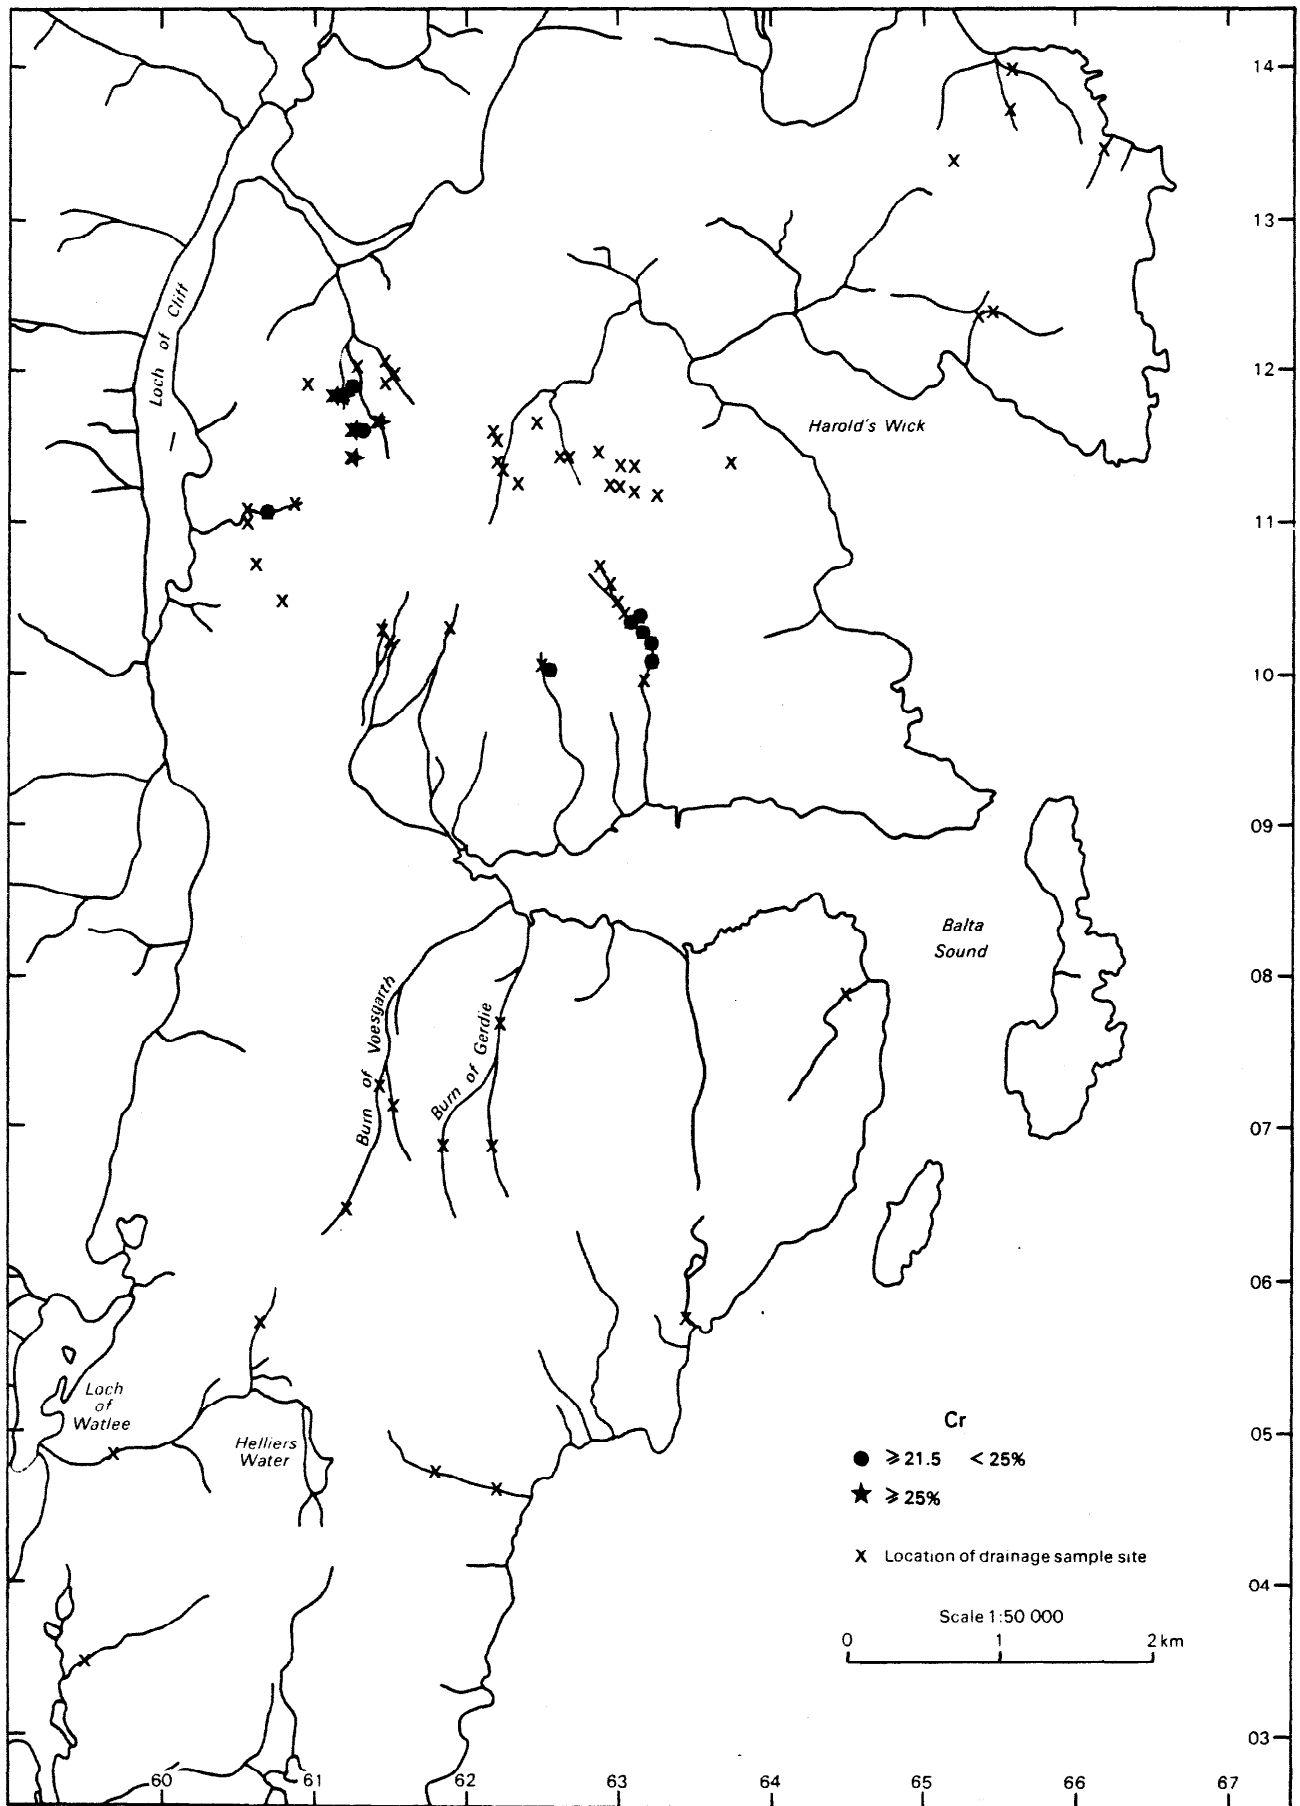 14
13
Loch of Cliff
12
Harold's Wick
11
10
09
Balta
Sound
08
Burn of Voesgarth
Burn of Gerdie
07
06
Loch
of
Watlee
Helliers
Water
05
Cr
⩾ 21.5 < 25%
⩾ 25%
x Location of drainage sample site
04
Scale 1:50 000
0 1 2 km
03
60 61 62 63 64 65 66 67